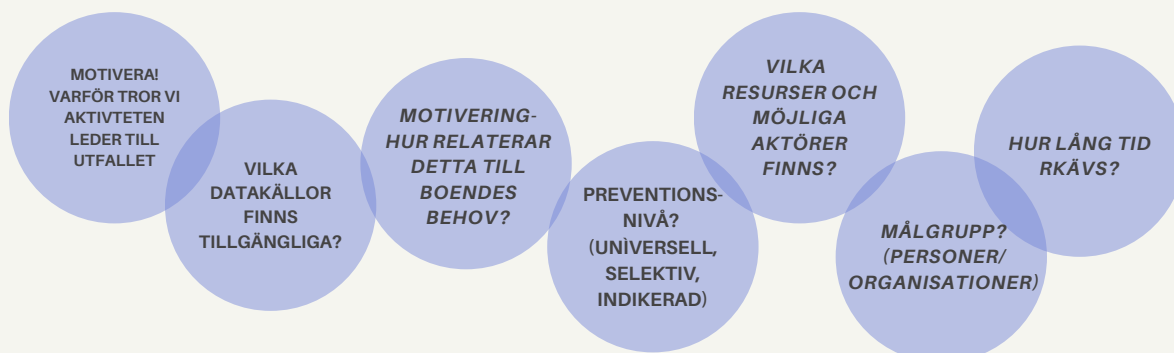 MOTIVERA!
VARFÖR TROR VI
AKTIVTETEN
LEDER TILL
UTFALLET
VILKA
DATAKÄLLOR
FINNS
TILLGÄNGLIGA?
MOTIVERING-
HUR RELATERAR
DETTA TILL
BOENDES
BEHOV?
PREVENTIONS-
NIVÅ?
(UNÌVERSELL,
SELEKTIV,
INDIKERAD)
VILKA
RESURSER OCH
MÖJLIGA
AKTÖRER
FINNS?
MÅLGRUPP?
(PERSONER/
ORGANISATIONER)
HUR LÅNG TID
RKÄVS?